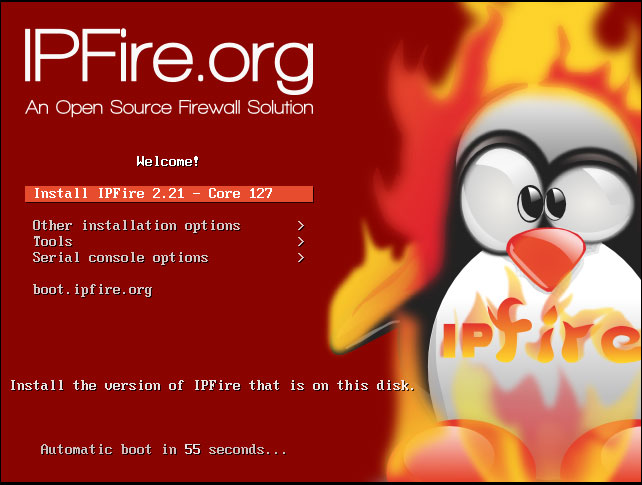 IPFire.org
An Open Source Firewall Solution
Welcome!
Install IPFire 2.21 - Core 127
Other installation options >
Tools >
Serial console options >
boot.ipfire.org
IPfire
Install the version of IPFire that is on this disk.
Automatic boot in 55 seconds...